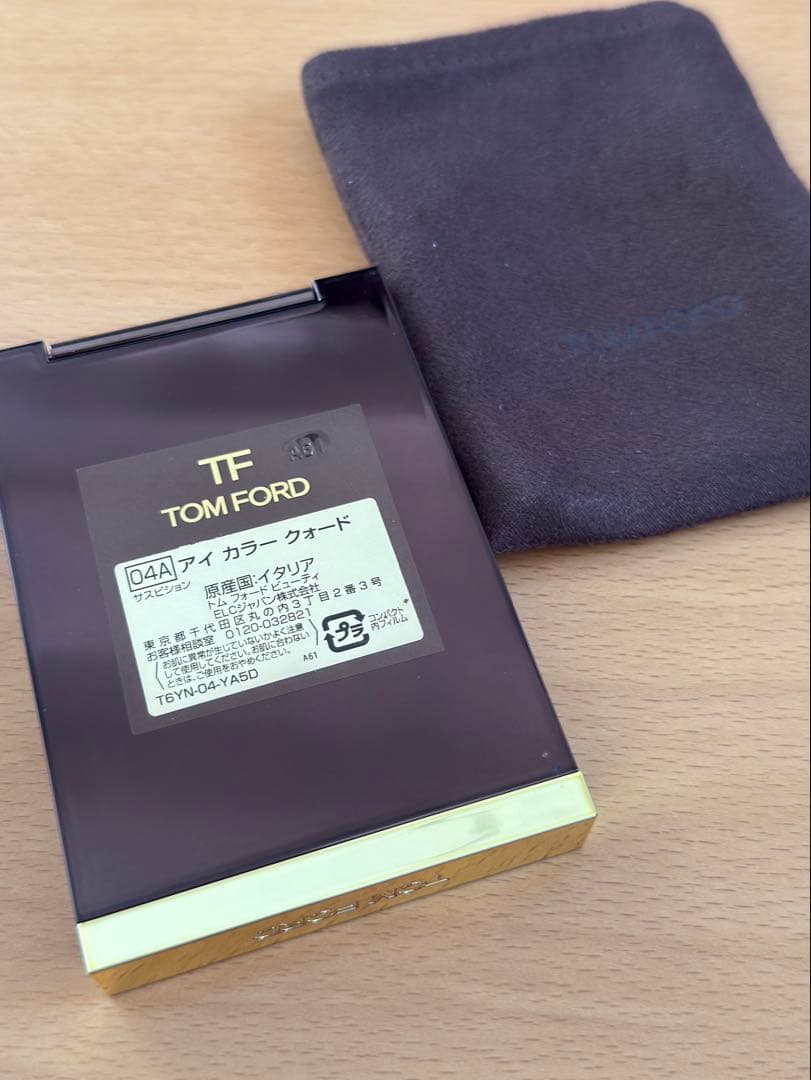 TOM FORD
A61
TF
TOM FORD
04A アイ カラー クォード
サスピション
原産国:イタリア
トム フォード ビューティ
ELCジャパン株式会社
東京都千代田区丸の内3丁目2番3号
お客様相談室 0120-032821
お肌に異常が生じていないかよく注意
して使用してください。お肌に合わない
ときは、ご使用をおやめください。
プラ
コンパクト
内フィルム
A61
T6YN-04-YA5D
TOM FORD